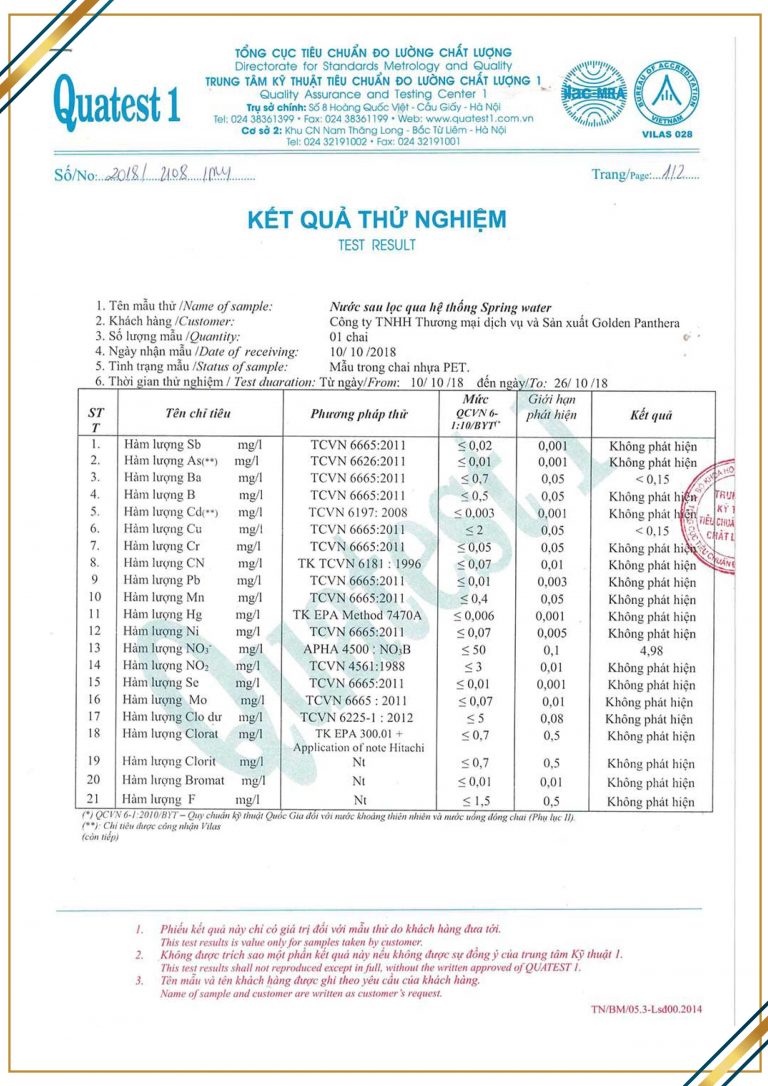 Quatest 1
TỔNG CỤC TIÊU CHUẨN ĐO LƯỜNG CHẤT LƯỢNG
Directorate for Standards Metrology and Quality
TRUNG TÂM KỸ THUẬT TIÊU CHUẨN ĐO LƯỜNG CHẤT LƯỢNG 1
Quality Assurance and Testing Center 1
Trụ sở chính: Số 8 Hoàng Quốc Việt - Cầu Giấy - Hà Nội
Tel: 024 38361399 • Fax: 024 38361199 • Web: www.quatest1.com.vn
Cơ sở 2: Khu CN Nam Thăng Long - Bắc Từ Liêm - Hà Nội
Tel: 024 32191002 • Fax: 024 32191001
ilac-MRA
BUREAU OF ACCREDITATION
VIETNAM
VILAS 028
Số/No:...2018/ 2108
Trang/Page:...1/2
KẾT QUẢ THỬ NGHIỆM
TEST RESULT
1. Tên mẫu thử /Name of sample: Nước sau lọc qua hệ thống Spring water
2. Khách hàng /Customer: Công ty TNHH Thương mại dịch vụ và Sản xuất Golden Panthera
3. Số lượng mẫu /Quantity: 01 chai
4. Ngày nhận mẫu /Date of receiving: 10/ 10 /2018
5. Tình trạng mẫu /Status of sample: Mẫu trong chai nhựa PET.
6. Thời gian thử nghiệm / Test duaration: Từ ngày/From: 10/ 10 /18 đến ngày/To: 26/ 10 /18
STT Tên chỉ tiêu Phương pháp thử Mức QCVN 6-1:10/BYT(*) Giới hạn phát hiện Kết quả
1. Hàm lượng Sb mg/l TCVN 6665:2011 ≤ 0,02 0,001 Không phát hiện
2. Hàm lượng As(**) mg/l TCVN 6626:2011 ≤ 0,01 0,001 Không phát hiện
3. Hàm lượng Ba mg/l TCVN 6665:2011 ≤ 0,7 0,05 < 0,15
4. Hàm lượng B mg/l TCVN 6665:2011 ≤ 0,5 0,05 Không phát hiện
5. Hàm lượng Cd(**) mg/l TCVN 6197: 2008 ≤ 0,003 0,001 Không phát hiện
6. Hàm lượng Cu mg/l TCVN 6665:2011 ≤ 2 0,05 < 0,15
7. Hàm lượng Cr mg/l TCVN 6665:2011 ≤ 0,05 0,05 Không phát hiện
8. Hàm lượng CN mg/l TK TCVN 6181 : 1996 ≤ 0,07 0,01 Không phát hiện
9 Hàm lượng Pb mg/l TCVN 6665:2011 ≤ 0,01 0,003 Không phát hiện
10 Hàm lượng Mn mg/l TCVN 6665:2011 ≤ 0,4 0,05 Không phát hiện
11 Hàm lượng Hg mg/l TK EPA Method 7470A ≤ 0,006 0,001 Không phát hiện
12 Hàm lượng Ni mg/l TCVN 6665:2011 ≤ 0,07 0,005 Không phát hiện
13 Hàm lượng NO₃⁻ mg/l APHA 4500 : NO₃B ≤ 50 0,1 4,98
14 Hàm lượng NO₂ mg/l TCVN 4561:1988 ≤ 3 0,01 Không phát hiện
15 Hàm lượng Se mg/l TCVN 6665:2011 ≤ 0,01 0,001 Không phát hiện
16 Hàm lượng Mo mg/l TCVN 6665 : 2011 ≤ 0,07 0,01 Không phát hiện
17 Hàm lượng Clo dư mg/l TCVN 6225-1 : 2012 ≤ 5 0,08 Không phát hiện
18 Hàm lượng Clorat mg/l TK EPA 300.01 + Application of note Hitachi ≤ 0,7 0,5 Không phát hiện
19 Hàm lượng Clorit mg/l Nt ≤ 0,7 0,5 Không phát hiện
20 Hàm lượng Bromat mg/l Nt ≤ 0,01 0,01 Không phát hiện
21 Hàm lượng F mg/l Nt ≤ 1,5 0,5 Không phát hiện
(*) QCVN 6-1:2010/BYT – Quy chuẩn kỹ thuật Quốc Gia đối với nước khoáng thiên nhiên và nước uống đóng chai (Phụ lục II).
(**): Chỉ tiêu được công nhận Vilas
(còn tiếp)
1. Phiếu kết quả này chỉ có giá trị đối với mẫu thử do khách hàng đưa tới.
This test results is value only for samples taken by customer.
2. Không được trích sao một phần kết quả này nếu không được sự đồng ý của trung tâm Kỹ thuật 1.
This test results shall not reproduced except in full, without the written approved of QUATEST 1.
3. Tên mẫu và tên khách hàng được ghi theo yêu cầu của khách hàng.
Name of sample and customer are written as customer's request.
TN/BM/05.3-Lsđ00.2014